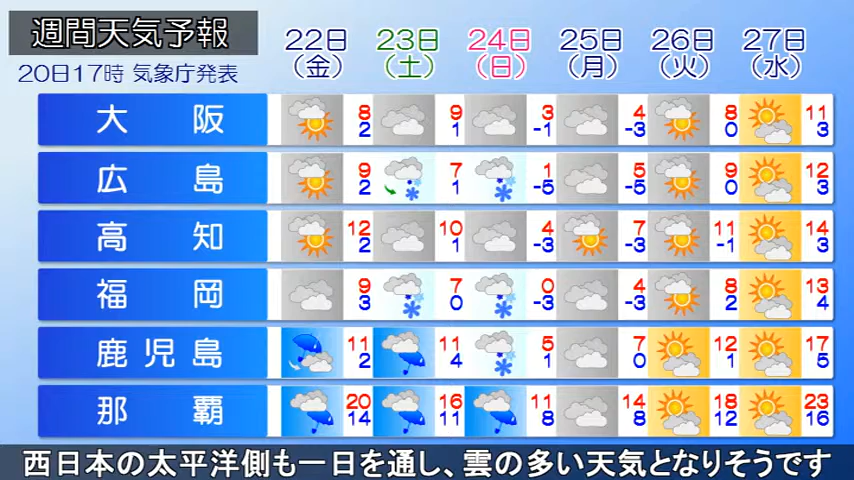 週間天気予報
20日17時 気象庁発表
22日 23日 24日 25日 26日 27日
(金) (土) (日) (月) (火) (水)
大阪 8 2 9 1 3 -1 4 -3 8 0 11 3
広島 9 2 7 1 1 -5 5 -5 9 0 12 3
高知 12 2 10 1 4 -3 7 -3 11 -1 14 3
福岡 9 3 7 0 0 -3 4 -3 8 2 13 4
鹿児島 11 2 11 4 5 1 7 0 12 1 17 5
那覇 20 14 16 11 11 8 14 8 18 12 23 16
西日本の太平洋側も一日を通し、雲の多い天気となりそうです